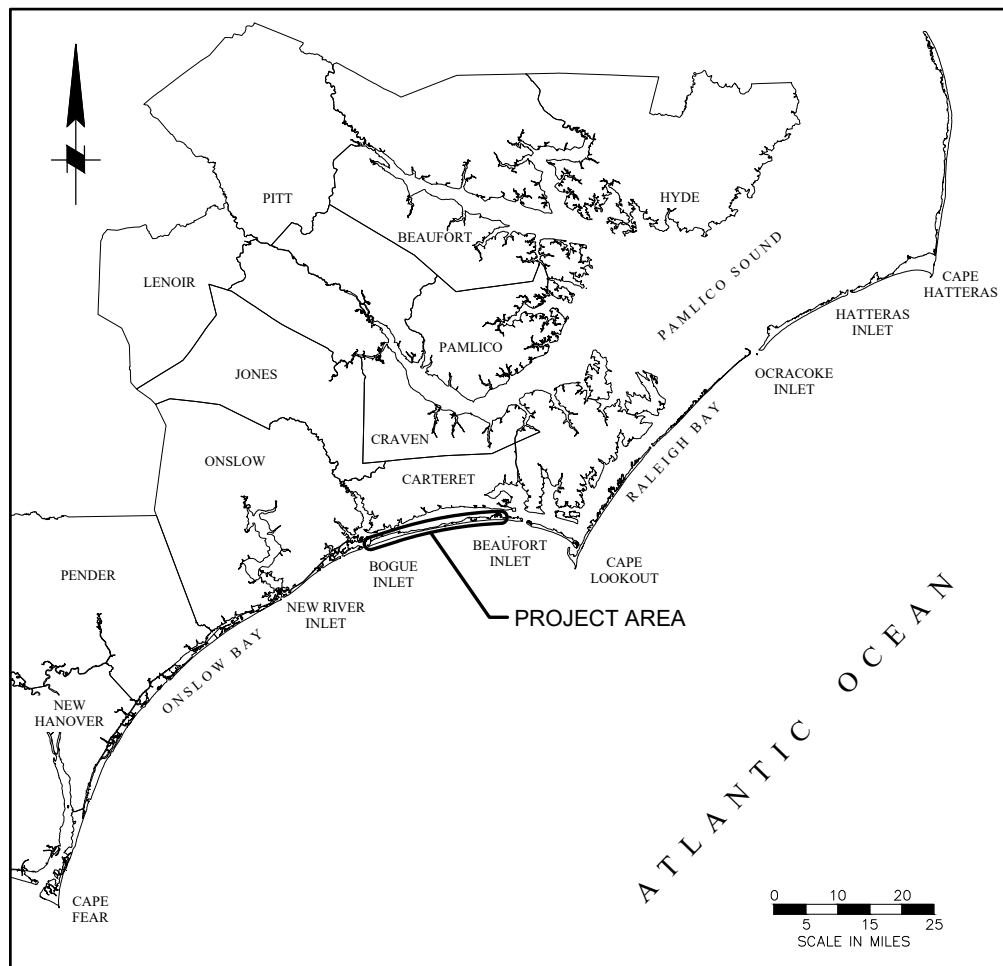 PITT
HYDE
BEAUFORT
LENOIR
PAMLICO SOUND
CAPE
HATTERAS
HATTERAS
INLET
PAMLICO
JONES
OCRACOKE
INLET
CRAVEN
ONSLOW
RALEIGH BAY
CARTERET
BEAUFORT
INLET
CAPE
LOOKOUT
PENDER
BOGUE
INLET
NEW RIVER
INLET
PROJECT AREA
ONSLOW BAY
NEW
HANOVER
ATLANTIC OCEAN
CAPE
FEAR
0 10 20
5 15 25
SCALE IN MILES